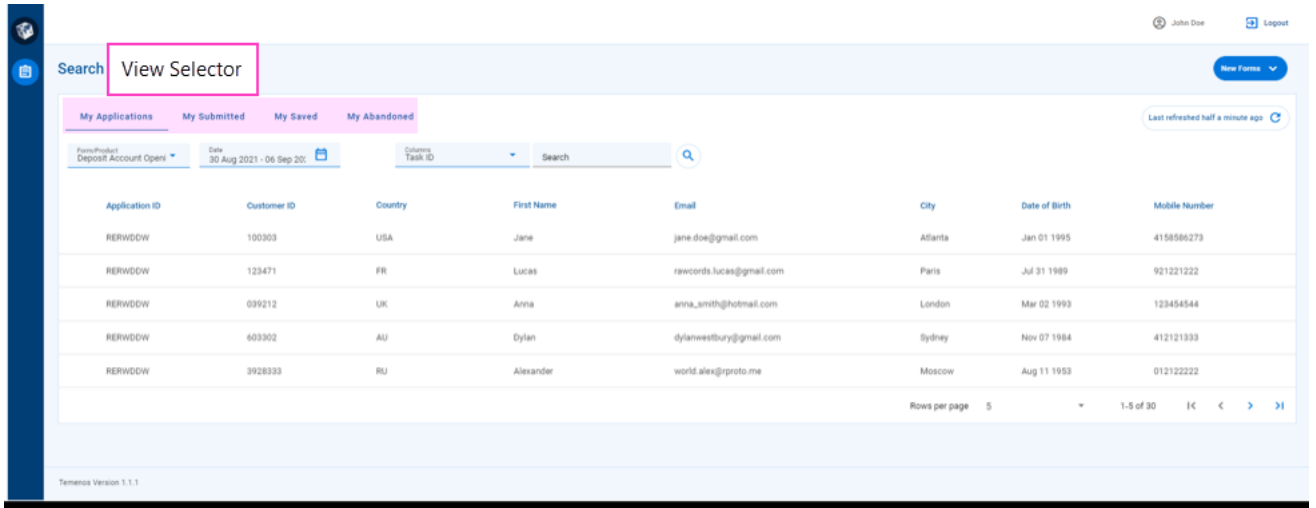 John Doe Logout
Search View Selector New Forms
My Applications My Submitted My Saved My Abandoned Last refreshed half a minute ago
Form/Product Date Columns
Deposit Account Openi 30 Aug 2021 - 06 Sep 202 Task ID Search
Application ID Customer ID Country First Name Email City Date of Birth Mobile Number
RERWDDW 100303 USA Jane jane.doe@gmail.com Atlanta Jan 01 1995 4158586273
RERWDDW 123471 FR Lucas rawcords.lucas@gmail.com Paris Jul 31 1989 921221222
RERWDDW 039212 UK Anna anna_smith@hotmail.com London Mar 02 1993 123454544
RERWDDW 603302 AU Dylan dylanwestbury@gmail.com Sydney Nov 07 1984 412121333
RERWDDW 3928333 RU Alexander world.alex@rproto.me Moscow Aug 11 1953 012122222
Rows per page 5 1-5 of 30
Temenos Version 1.1.1